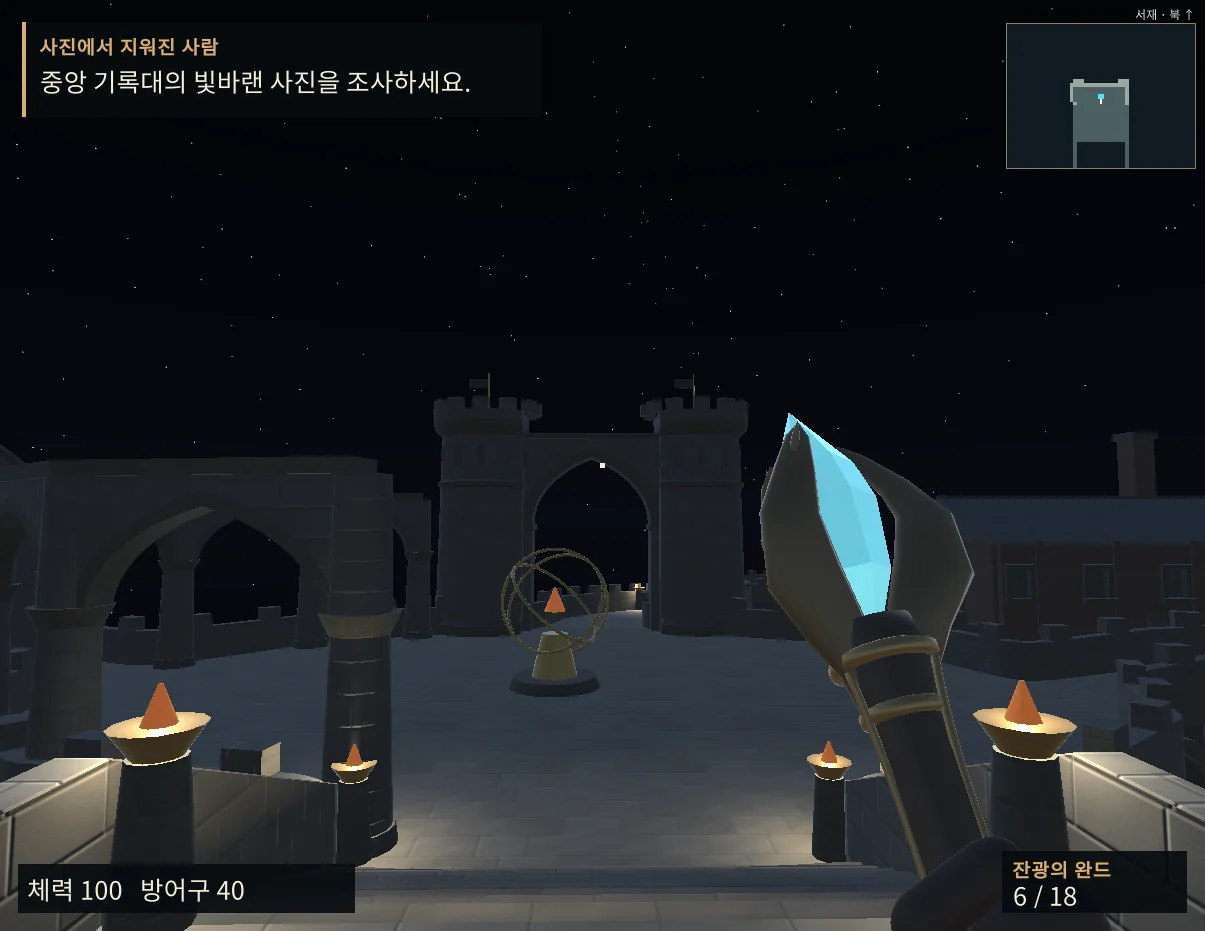 서재 · 북 ↑
사진에서 지워진 사람
중앙 기록대의 빛바랜 사진을 조사하세요.
체력 100 방어구 40
잔광의 완드
6 / 18